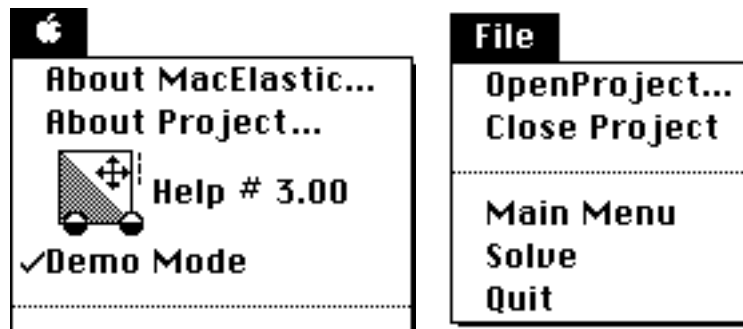 About MacElastic...
About Project...
Help # 3.00
✓Demo Mode
File
OpenProject...
Close Project
Main Menu
Solve
Quit